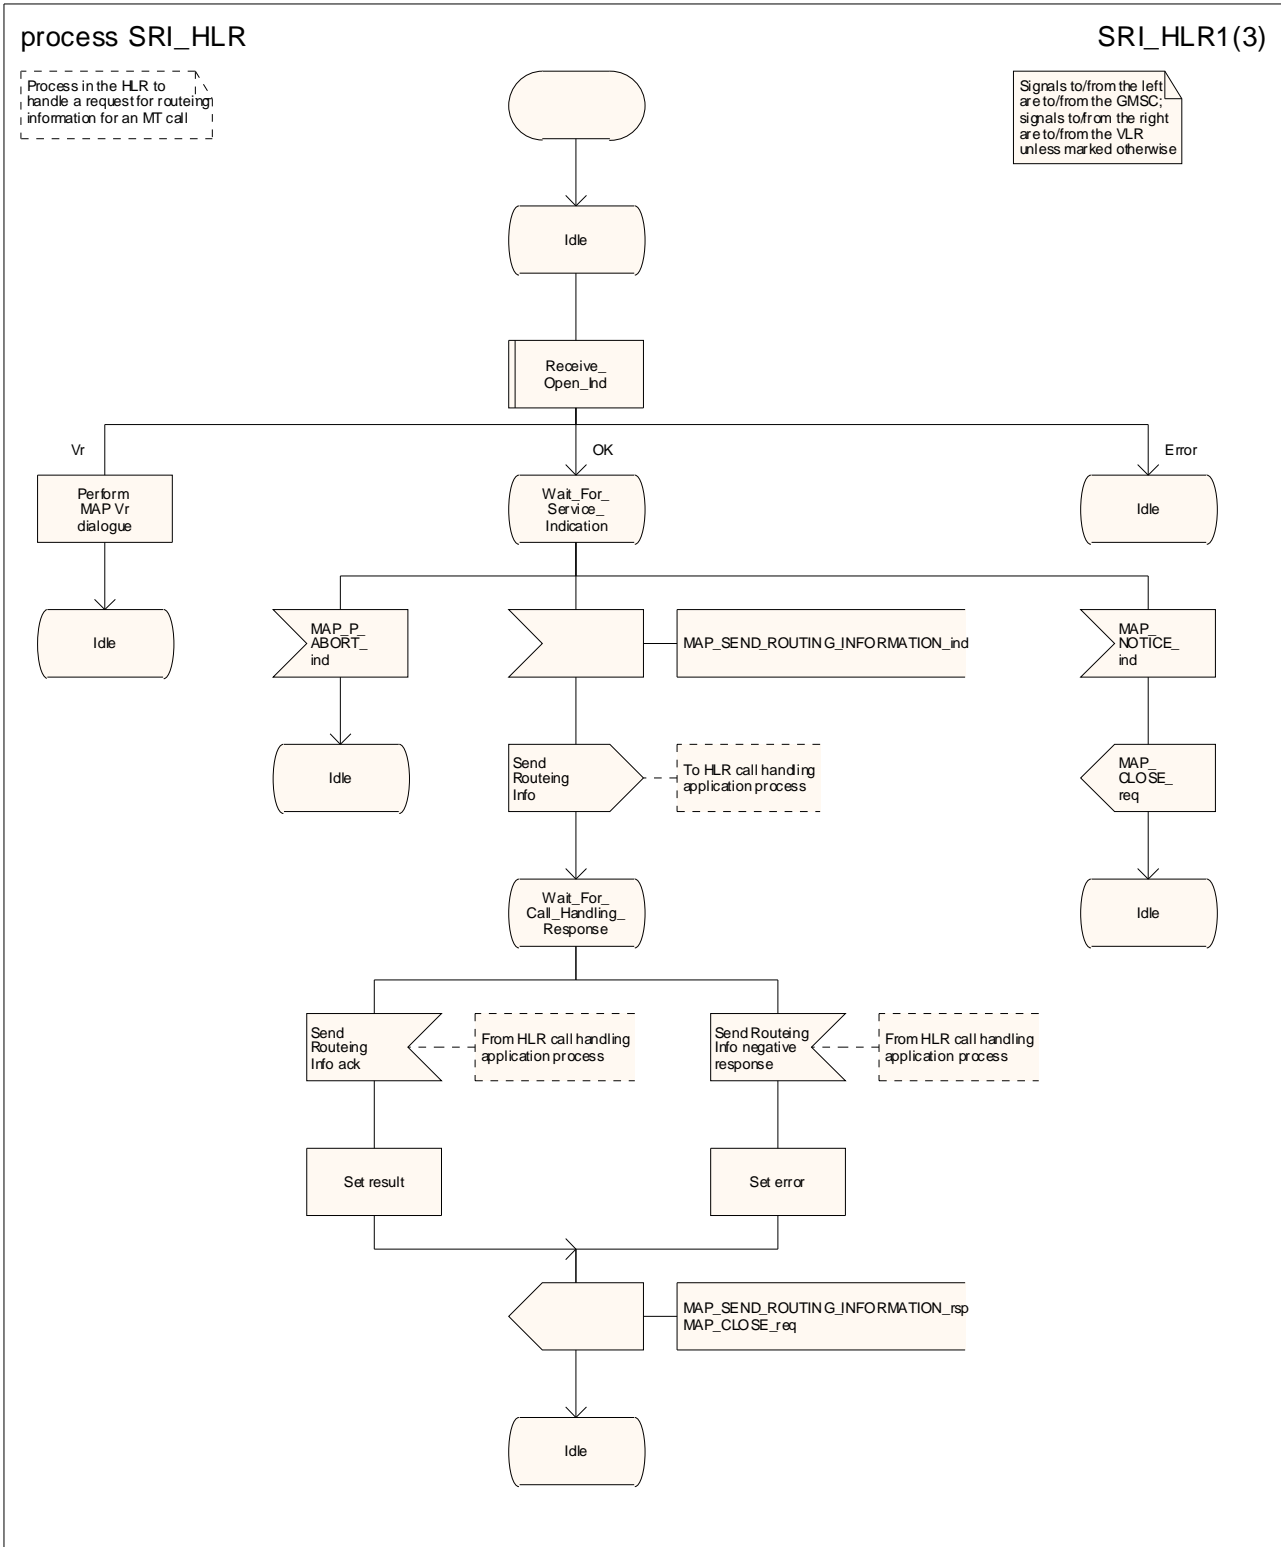 process SRI_HLR
SRI_HLR1(3)
Process in the HLR to
handle a request for routeing
information for an MT call
Signals to/from the left
are to/from the GMSC;
signals to/from the right
are to/from the VLR
unless marked otherwise
Idle
Receive_
Open_Ind
Vr
OK
Error
Perform
MAP Vr
dialogue
Wait_For_
Service_
Indication
Idle
Idle
MAP_P_
ABORT_
ind
MAP_SEND_ROUTING_INFORMATION_ind
MAP_
NOTICE_
ind
Idle
Send
Routeing
Info
To HLR call handling
application process
MAP_
CLOSE_
req
Wait_For_
Call_Handling_
Response
Idle
Send
Routeing
Info ack
From HLR call handling
application process
Send Routeing
Info negative
response
From HLR call handling
application process
Set result
Set error
MAP_SEND_ROUTING_INFORMATION_rsp
MAP_CLOSE_req
Idle